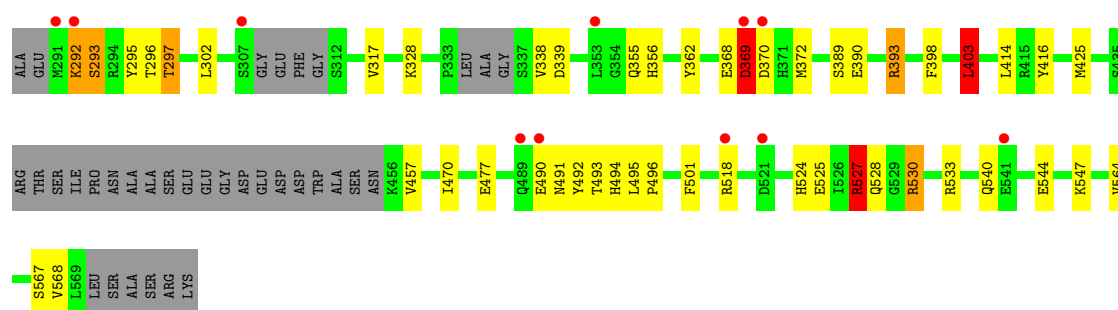 ALA GLU M291 K292 S293 R294 Y295 T296 T297 L302 S307 GLY GLU PHE GLY S312 V317 K328 P333 LEU ALA GLY S337 V338 D339 L353 G354 Q355 H356 Y362 E368 D369 D370 H371 M372 S389 E390 R393 F398 L403 L414 R415 Y416 M425 S435
ARG THR SER ILE PRO ASN ALA ALA SER GLU GLU GLY ASP GLU ASP ASP TRP ALA SER ASN K456 V457 I470 E477 Q489 E490 N491 Y492 T493 H494 L495 P496 F501 R518 D521 H524 E525 I526 R527 Q528 G529 R530 R533 Q540 E541 E544 K547 V564
S567 V568 L569 LEU SER ALA SER ARG LYS